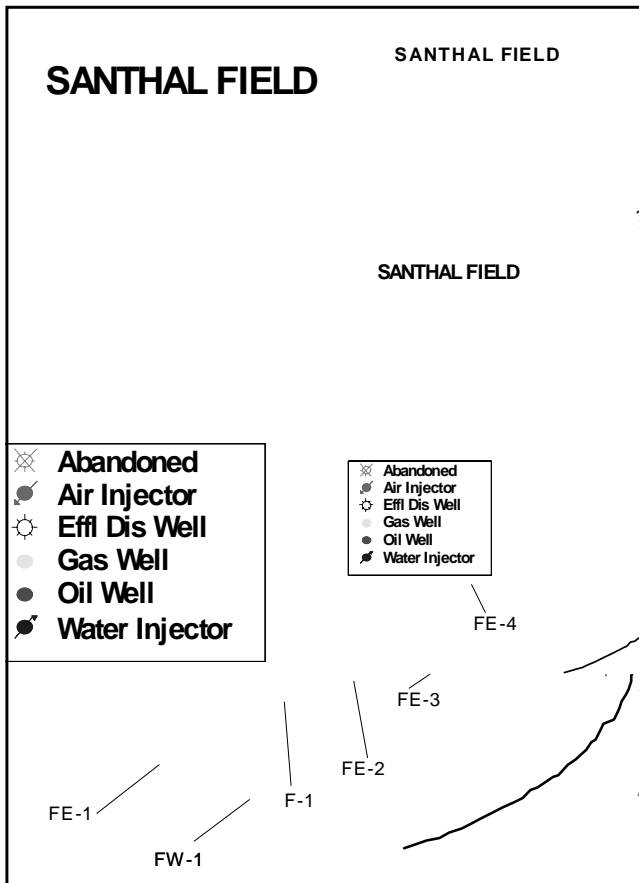 SANTHAL FIELD
SANTHAL FIELD
SANTHAL FIELD
Abandoned
Air Injector
Effl Dis Well
Gas Well
Oil Well
Water Injector
Abandoned
Air Injector
Effl Dis Well
Gas Well
Oil Well
Water Injector
FE-4
FE-3
FE-2
F-1
FE-1
FW-1